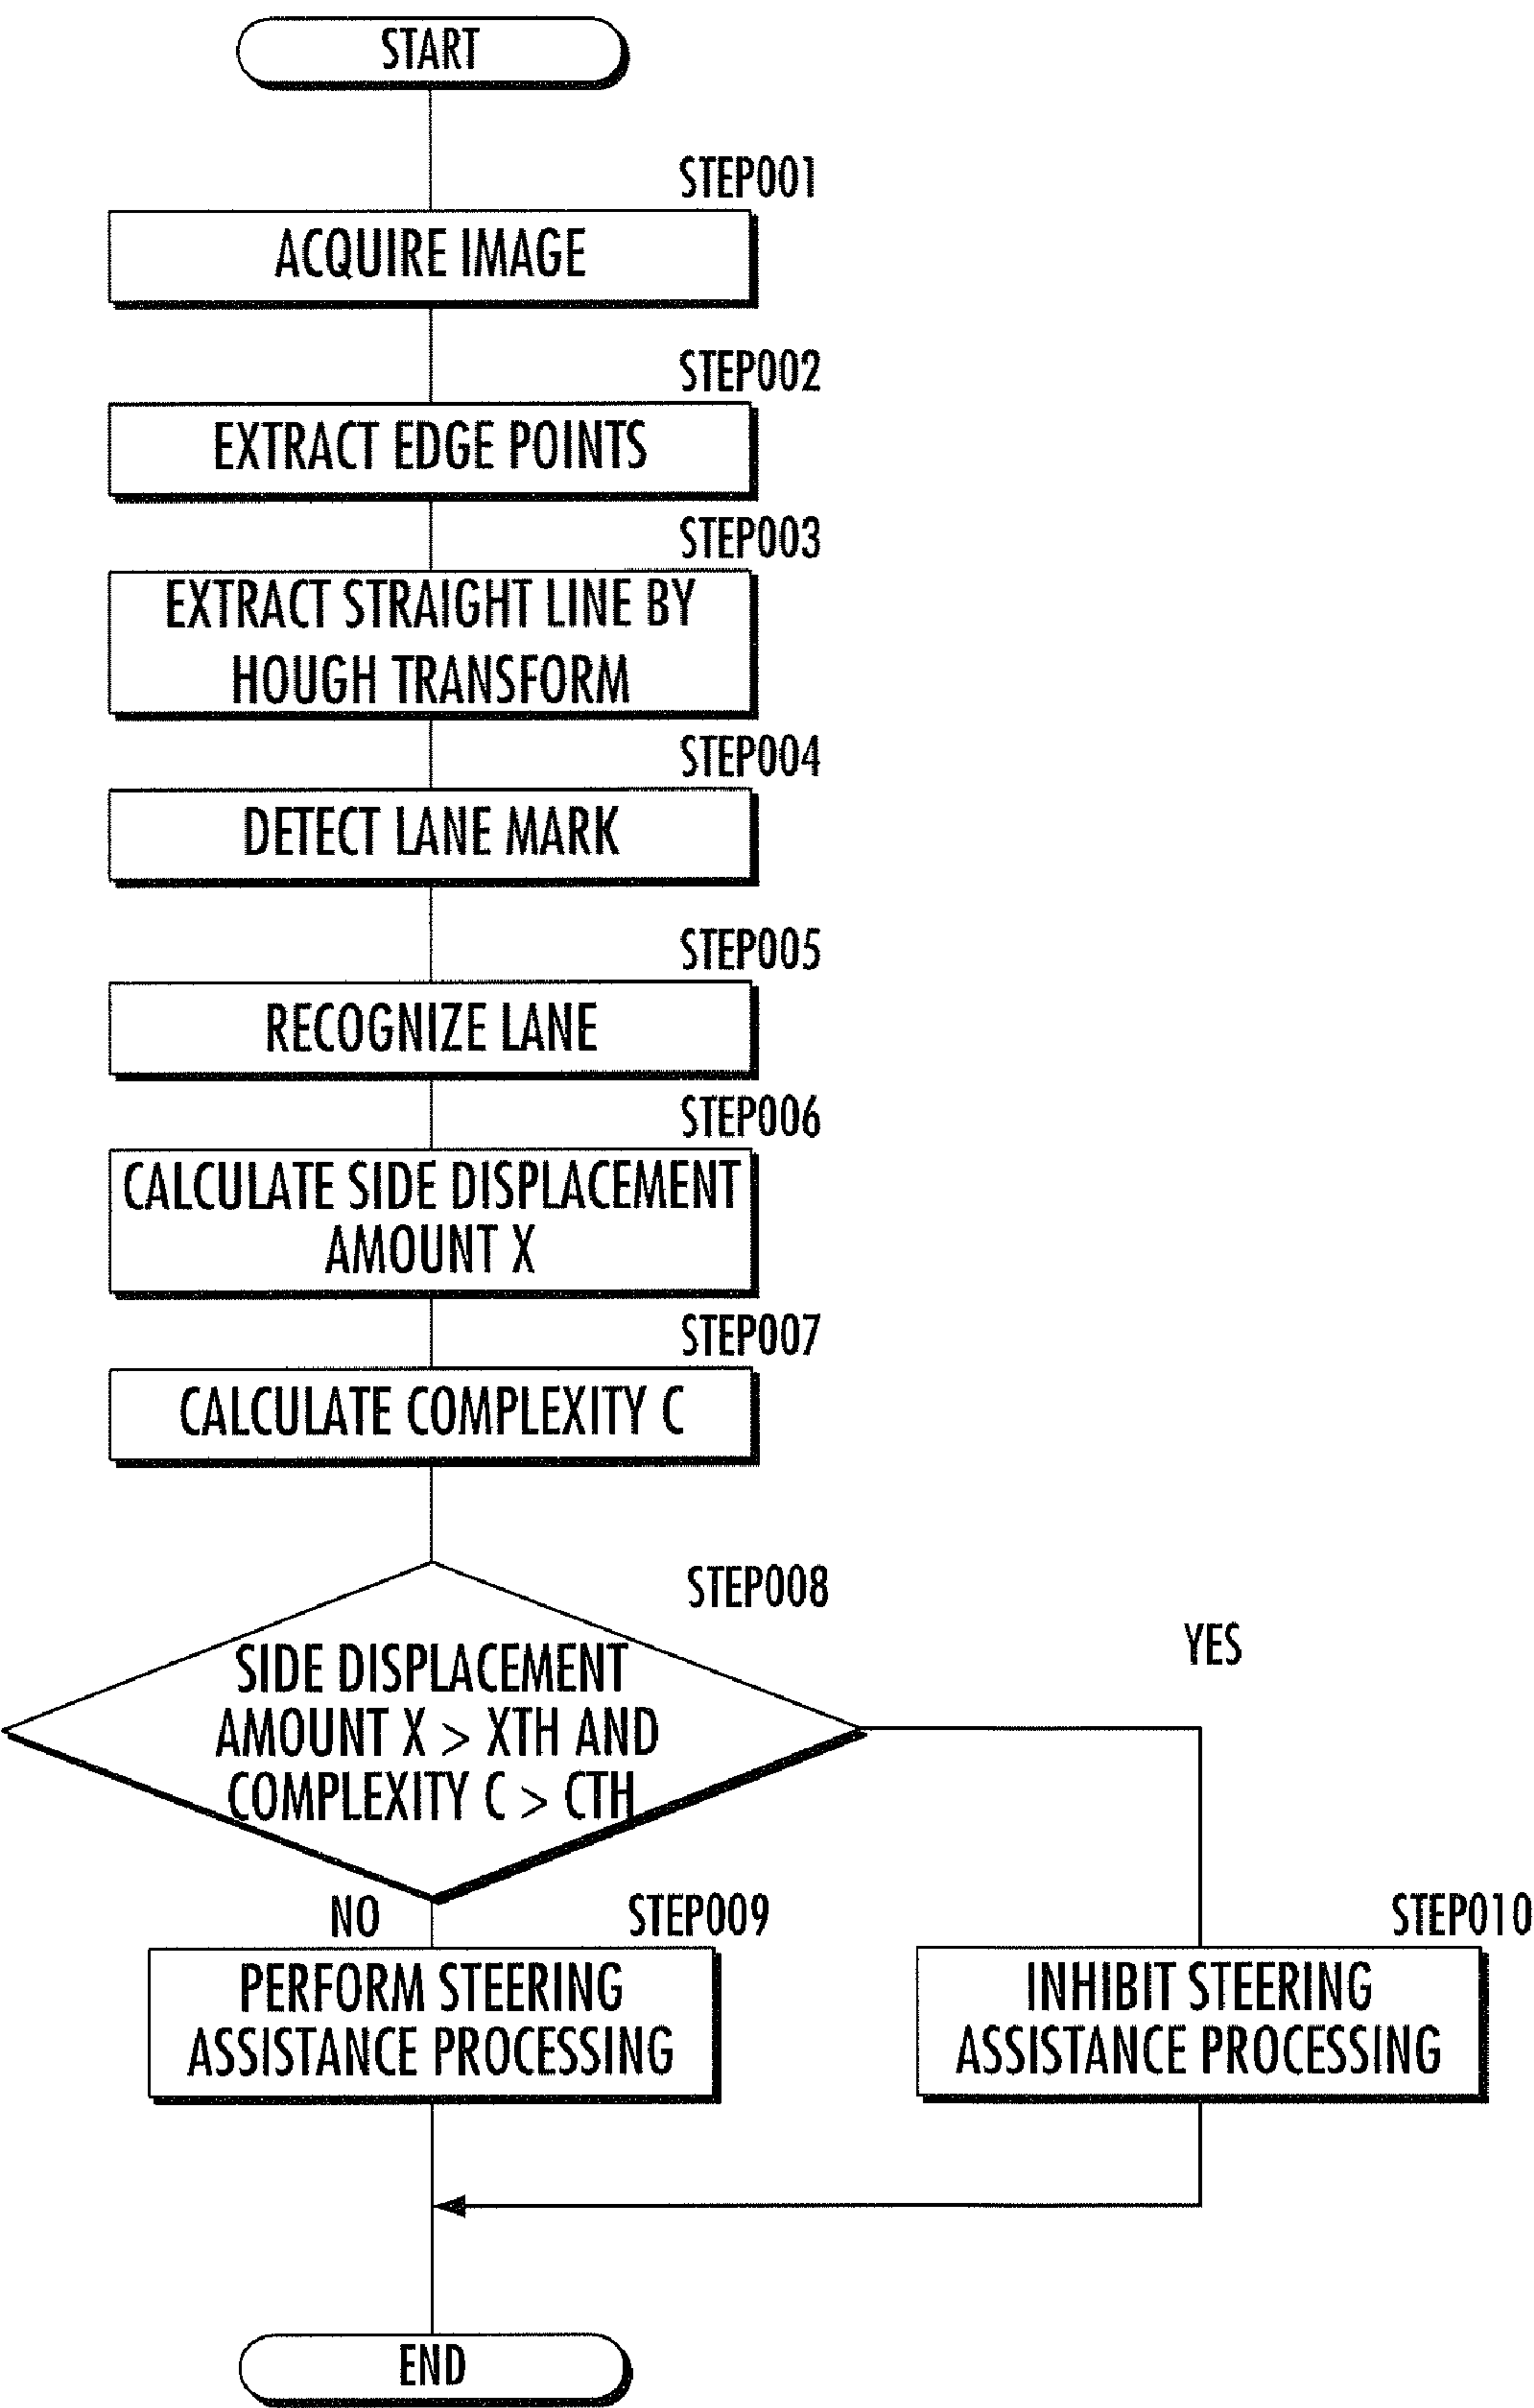 START
STEP001
ACQUIRE IMAGE
STEP002
EXTRACT EDGE POINTS
STEP003
EXTRACT STRAIGHT LINE BY
HOUGH TRANSFORM
STEP004
DETECT LANE MARK
STEP005
RECOGNIZE LANE
STEP006
CALCULATE SIDE DISPLACEMENT
AMOUNT X
STEP007
CALCULATE COMPLEXITY C
STEP008
SIDE DISPLACEMENT
AMOUNT X > XTH AND
COMPLEXITY C > CTH
YES
NO
STEP009
PERFORM STEERING
ASSISTANCE PROCESSING
STEP010
INHIBIT STEERING
ASSISTANCE PROCESSING
END